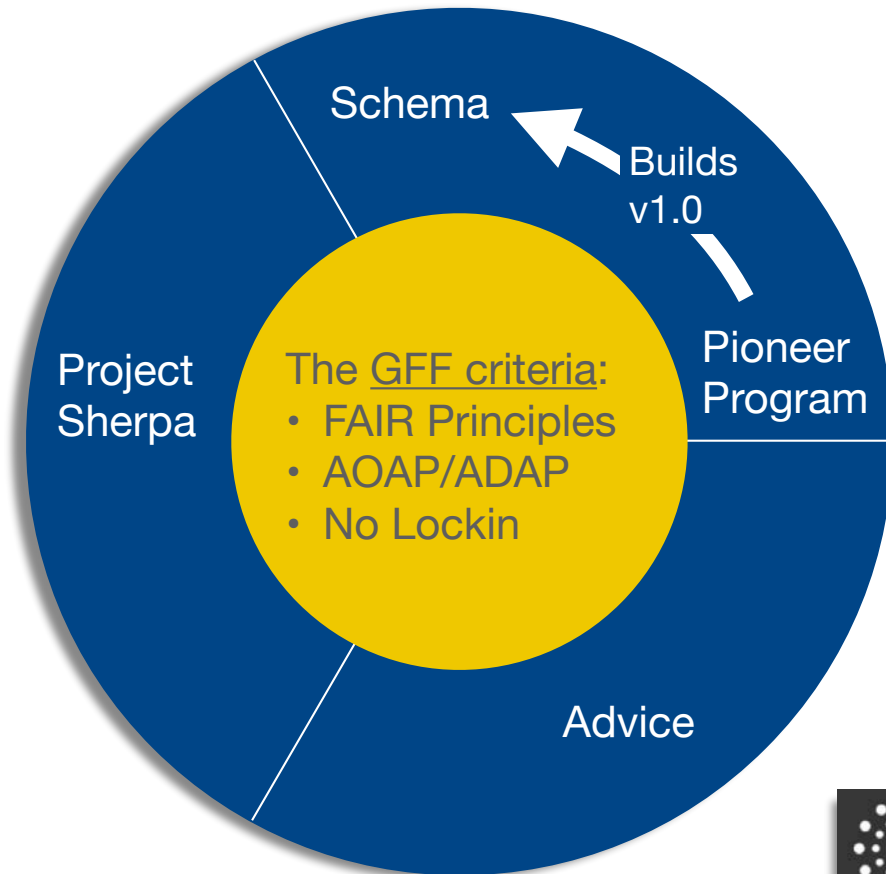 Schema
Builds
v1.0
Project
Sherpa
Pioneer
Program
The GFF criteria:
• FAIR Principles
• AOAP/ADAP
• No Lockin
Advice